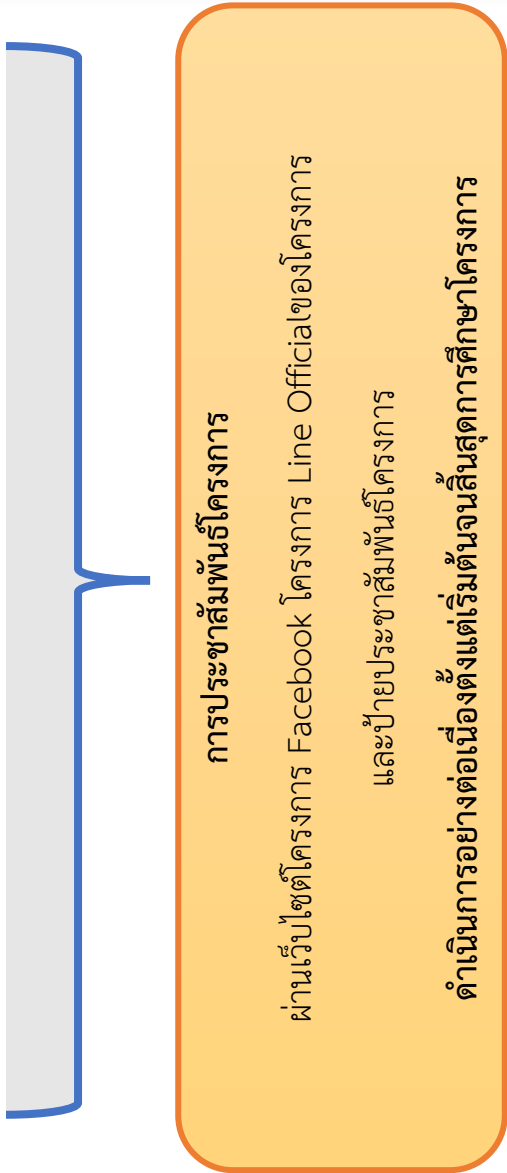 การประชาสัมพันธ์โครงการ
ผ่านเว็บไซต์โครงการ Facebook โครงการ Line Officialของโครงการ
และป้ายประชาสัมพันธ์โครงการ
ดำเนินการอย่างต่อเนื่องตั้งแต่เริ่มต้นจนสิ้นสุดการศึกษาโครงการ